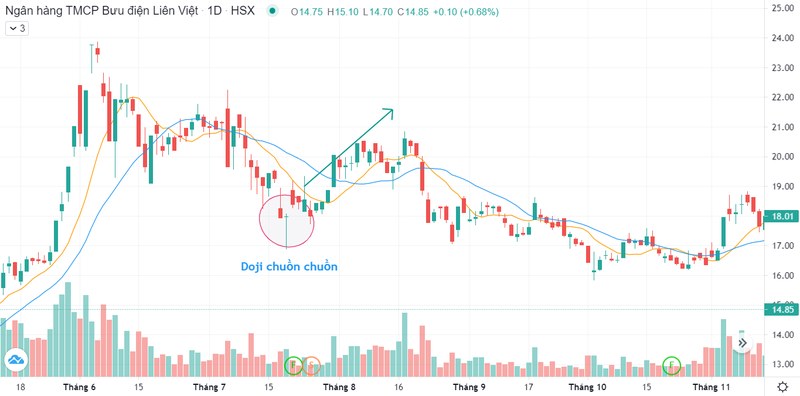 Ngân hàng TMCP Bưu điện Liên Việt · 1D · HSX O14.75 H15.10 L14.70 C14.85 +0.10 (+0.68%)
3
25.00
24.00
23.00
22.00
21.00
20.00
19.00
18.01
17.00
16.00
14.85
14.00
13.00
Doji chuồn chuồn
E
E
18 Tháng 6 15 Tháng 7 15 Tháng 8 16 Tháng 9 17 Tháng 10 15 Tháng 11